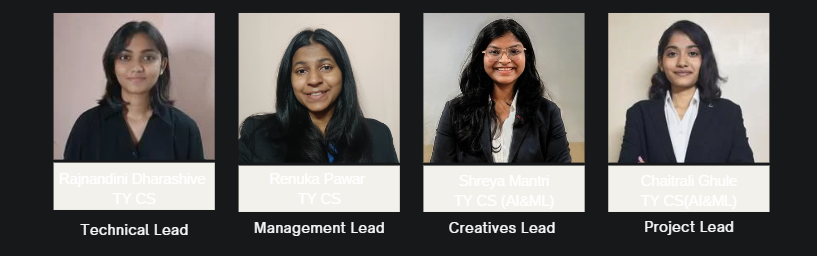 Rajnandini Dharashive
TY CS
Technical Lead
Renuka Pawar
TY CS
Management Lead
Shreya Mantri
TY CS (AI&ML)
Creatives Lead
Chaitrali Ghule
TY CS(AI&ML)
Project Lead